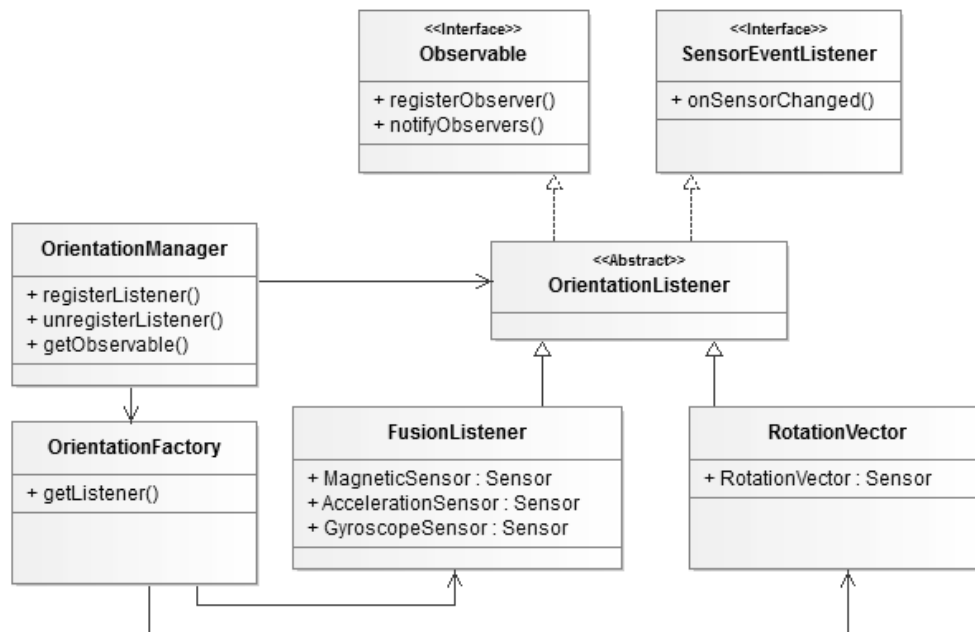 <<Interface>>
Observable
+ registerObserver()
+ notifyObservers()
<<Interface>>
SensorEventListener
+ onSensorChanged()
OrientationManager
+ registerListener()
+ unregisterListener()
+ getObservable()
<<Abstract>>
OrientationListener
OrientationFactory
+ getListener()
FusionListener
+ MagneticSensor : Sensor
+ AccelerationSensor : Sensor
+ GyroscopeSensor : Sensor
RotationVector
+ RotationVector : Sensor